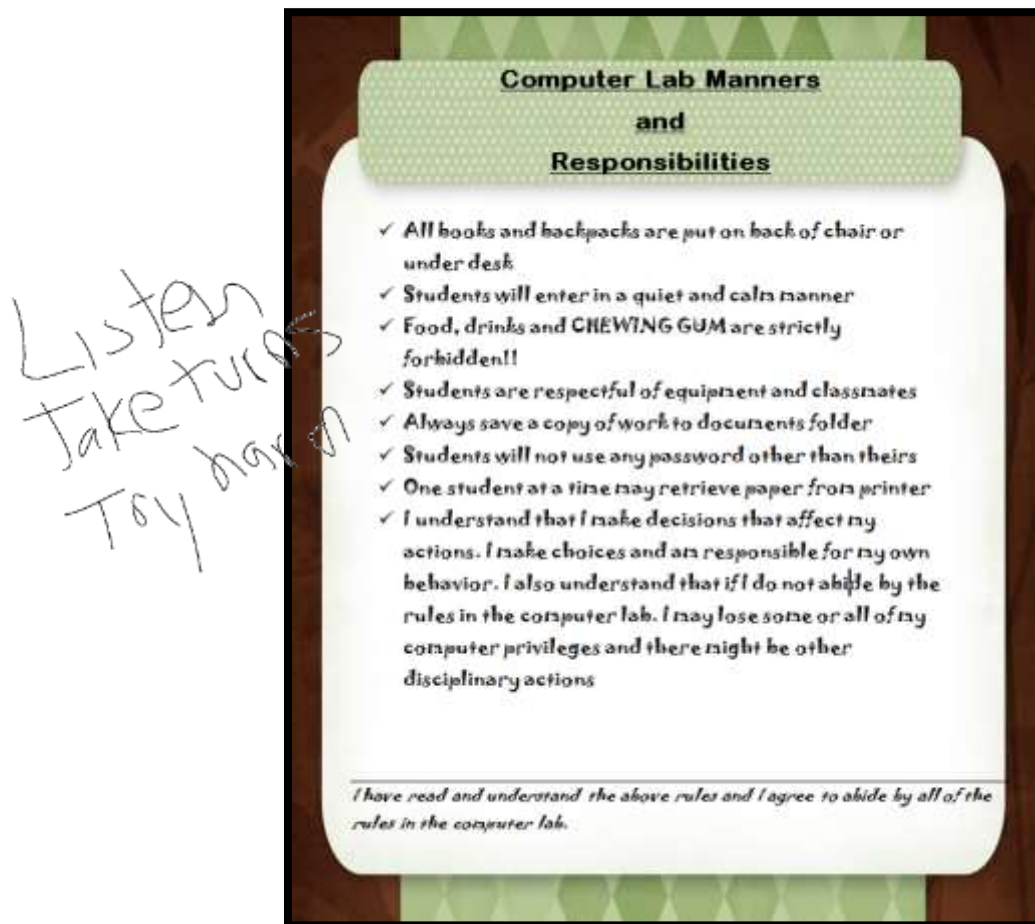 Computer Lab Manners
and
Responsibilities
✓ All books and backpacks are put on back of chair or
under desk
✓ Students will enter in a quiet and calm manner
✓ Food, drinks and CHEWING GUM are strictly
forbidden!!
✓ Students are respectful of equipment and classmates
✓ Always save a copy of work to documents folder
✓ Students will not use any password other than theirs
✓ One student at a time may retrieve paper from printer
✓ I understand that I make decisions that affect my
actions. I make choices and am responsible for my own
behavior. I also understand that if I do not abide by the
rules in the computer lab. I may lose some or all of my
computer privileges and there might be other
disciplinary actions
I have read and understand the above rules and I agree to abide by all of the
rules in the computer lab.
Listen
Take turns
Try hard